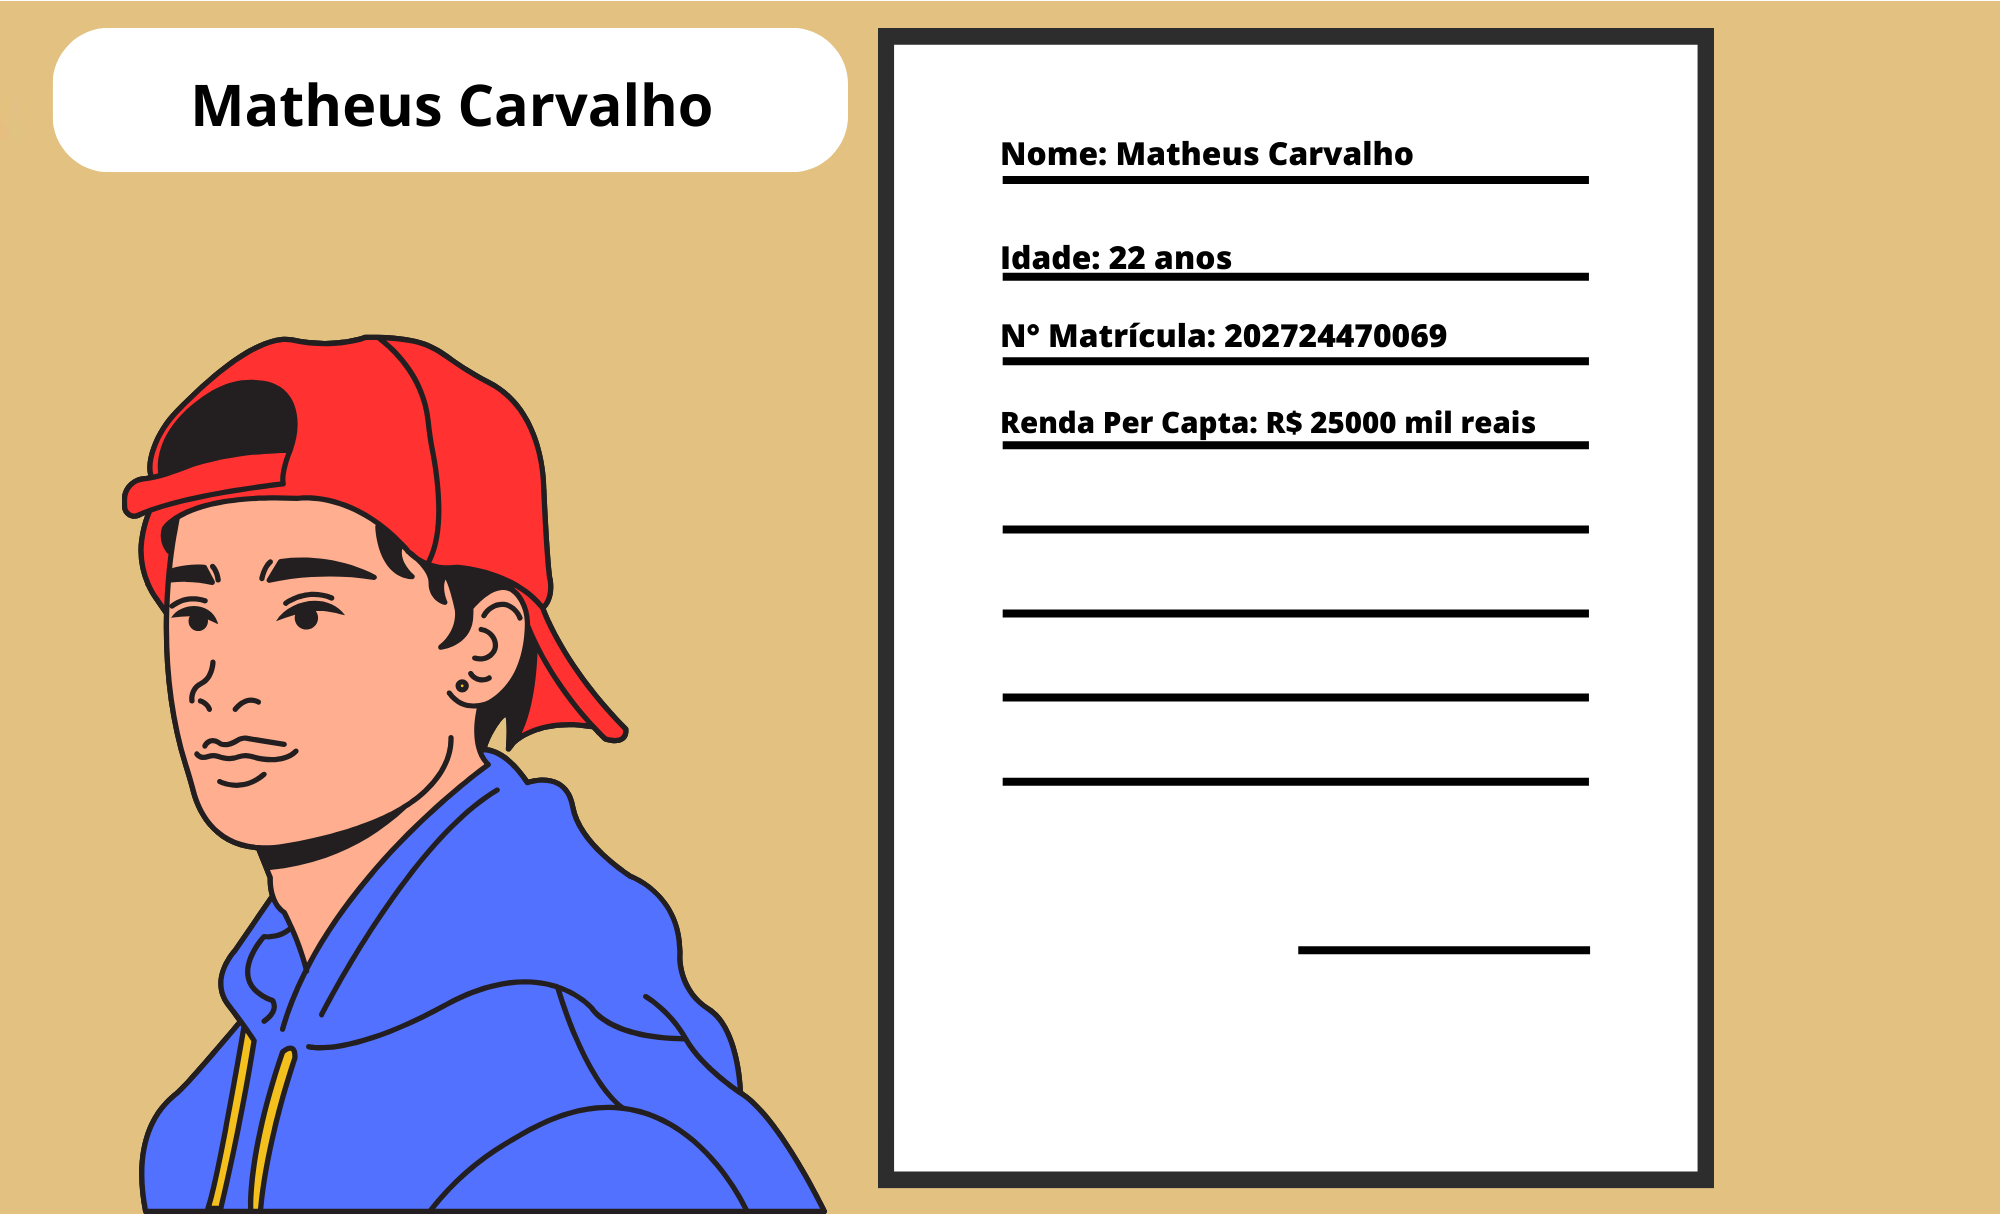 Matheus Carvalho
Nome: Matheus Carvalho
Idade: 22 anos
N° Matrícula: 202724470069
Renda Per Capta: R$ 25000 mil reais